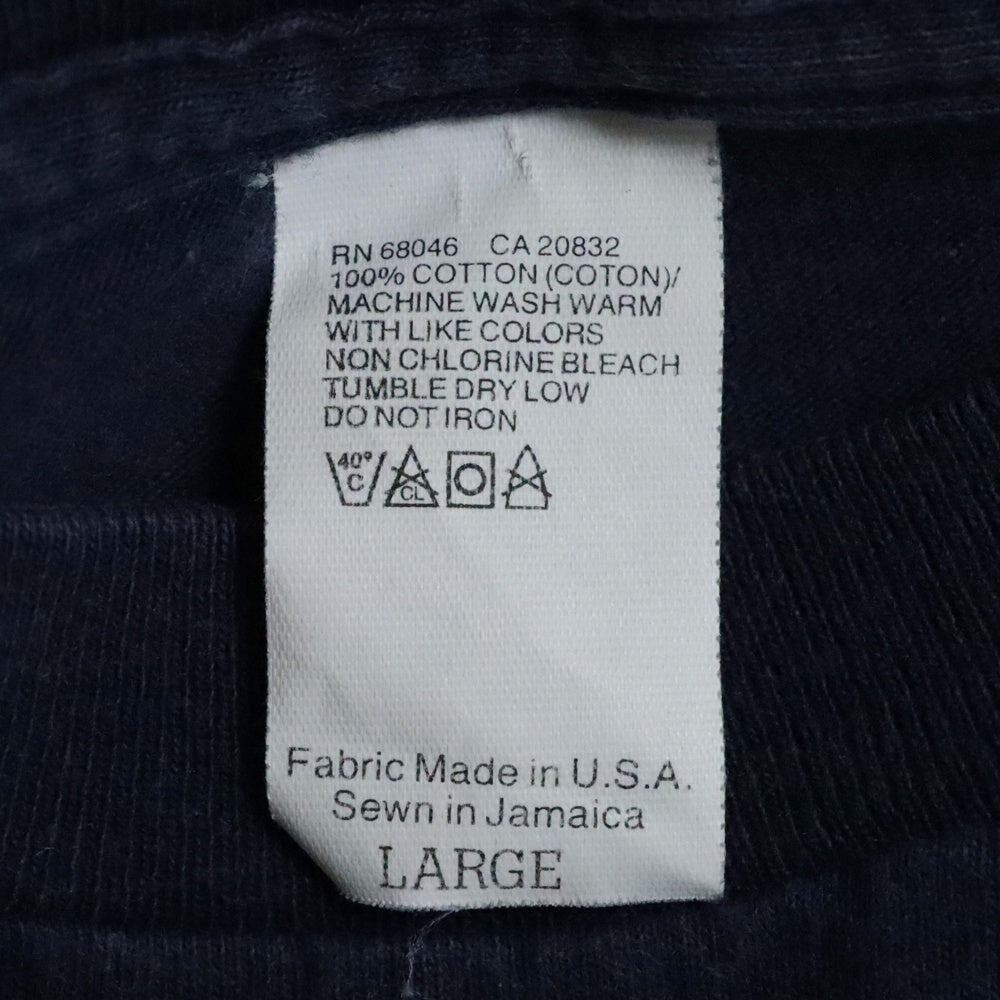 RN 68046 CA 20832
100% COTTON (COTON)/
MACHINE WASH WARM
WITH LIKE COLORS
NON CHLORINE BLEACH
TUMBLE DRY LOW
DO NOT IRON
40° C CL
Fabric Made in U.S.A.
Sewn in Jamaica
LARGE